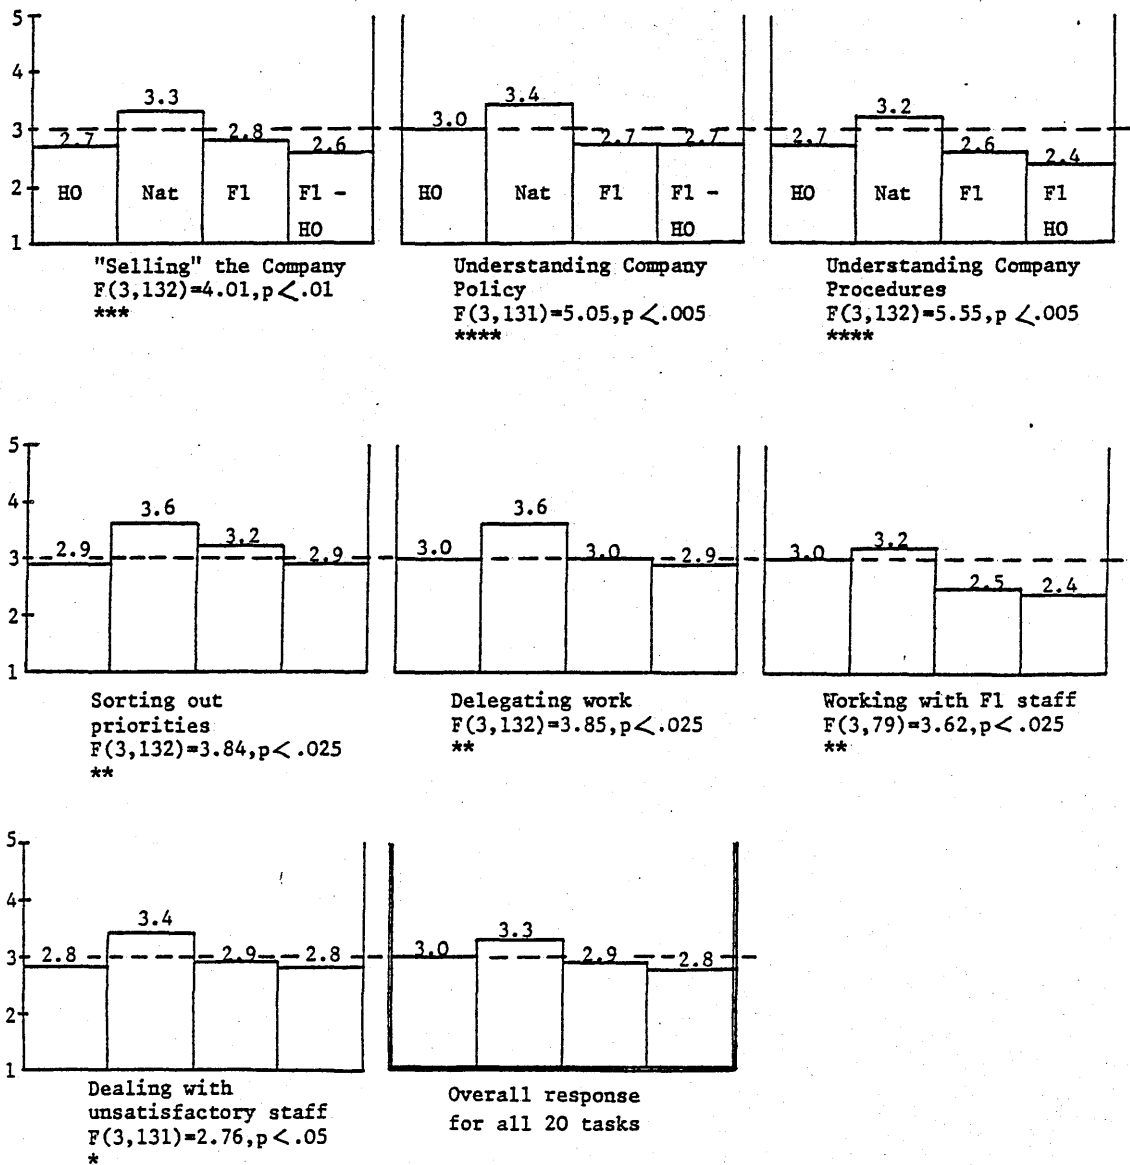 5
4
3
2
1
3.3
2.7
2.8
2.6
HO Nat Fl Fl -
HO
"Selling" the Company
F(3,132)=4.01,p <.01
***
3.4
3.0
2.7 2.7
HO Nat Fl Fl -
HO
Understanding Company
Policy
F(3,131)=5.05,p <.005
****
3.2
2.7
2.6
2.4
HO Nat Fl Fl
HO
Understanding Company
Procedures
F(3,132)=5.55,p <.005
****
5
4
3
2
1
3.6
2.9 3.2 2.9
Sorting out
priorities
F(3,132)=3.84,p< .025
**
3.6
3.0 3.0 2.9
Delegating work
F(3,132)=3.85,p< .025
**
3.0 3.2
2.5 2.4
Working with Fl staff
F(3,79)=3.62,p< .025
**
5
4
3
2
1
3.4
2.8 2.9 2.8
Dealing with
unsatisfactory staff
F(3,131)=2.76,p <.05
*
3.3
3.0 2.9 2.8
Overall response
for all 20 tasks